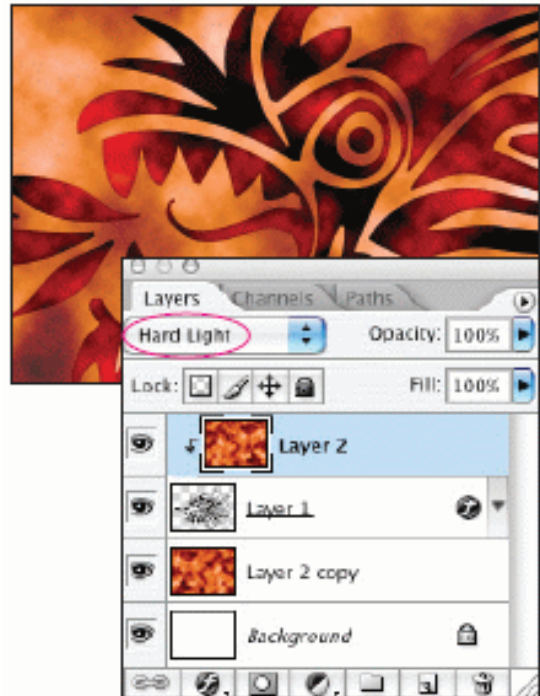 Layers Channels Paths
Hard Light Opacity: 100%
Lock: Fill: 100%
Layer 2
Layer 1
Layer 2 copy
Background